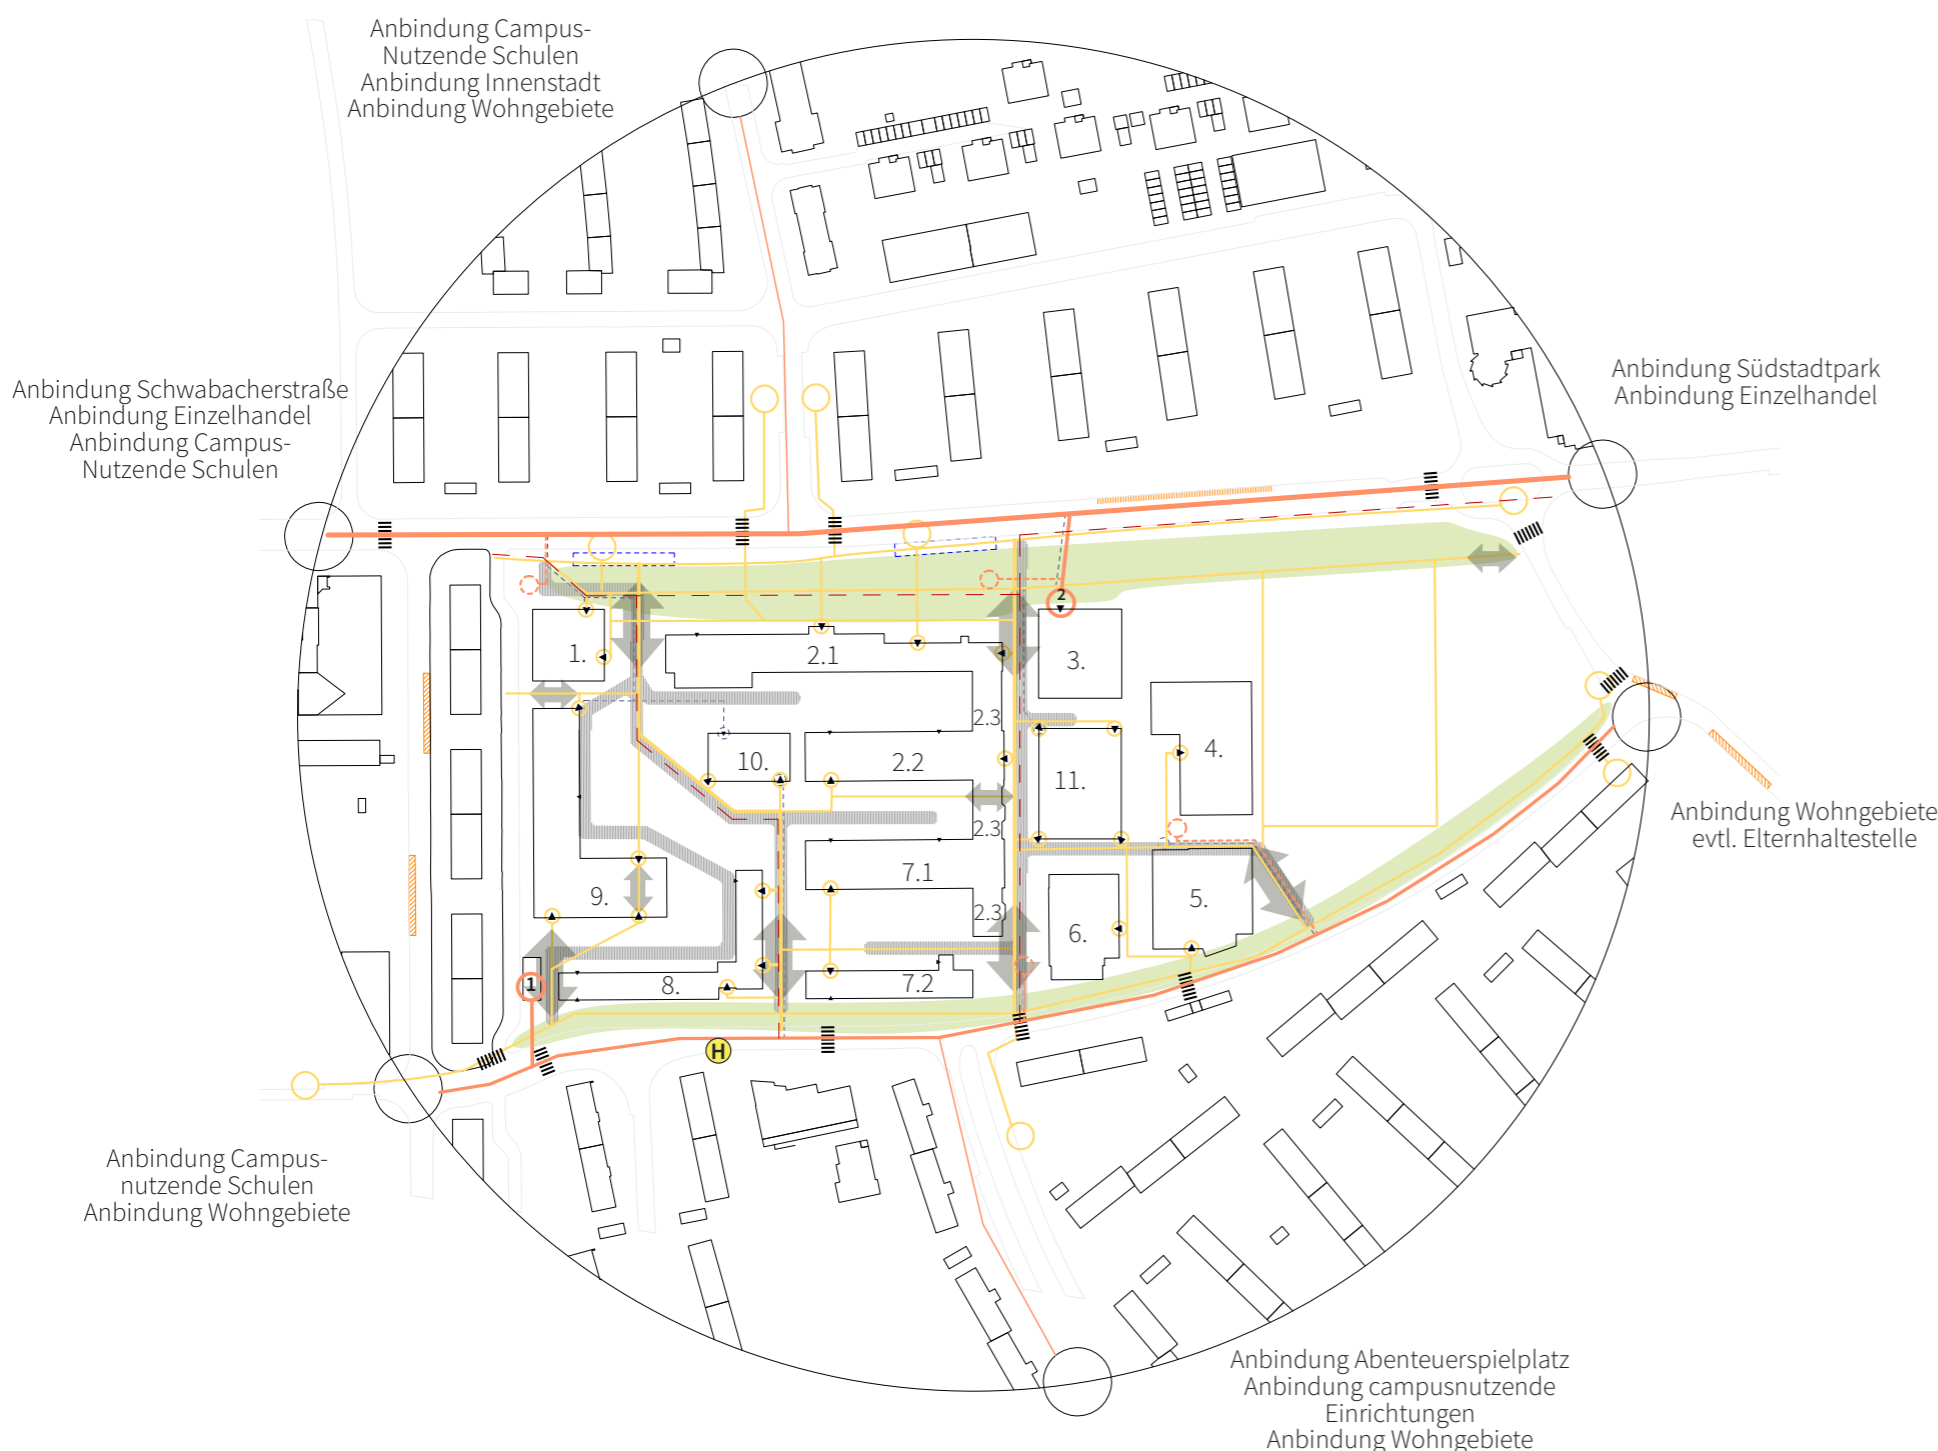 Anbindung Campus-
Nutzende Schulen
Anbindung Innenstadt
Anbindung Wohngebiete
Anbindung Schwabacherstraße
Anbindung Einzelhandel
Anbindung Campus-
Nutzende Schulen
Anbindung Südstadtpark
Anbindung Einzelhandel
2
1.
2.1
3.
2.3
10.
2.2
11.
4.
2.3
7.1
9.
2.3
5.
6.
1
8.
7.2
H
Anbindung Wohngebiete
evtl. Elternhaltestelle
Anbindung Campus-
nutzende Schulen
Anbindung Wohngebiete
Anbindung Abenteuerspielplatz
Anbindung campusnutzende
Einrichtungen
Anbindung Wohngebiete